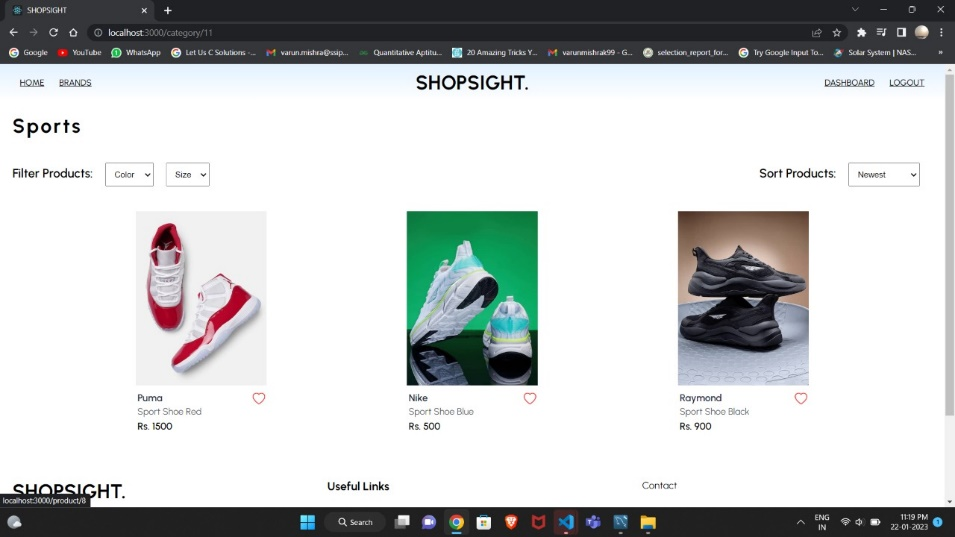 SHOPSIGHT
localhost:3000/category/11
Google YouTube WhatsApp Let Us C Solutions -... varun.mishra@ssip... Quantitative Aptitu... 20 Amazing Tricks Y... varunmishrak99 - G... selection_report_for... Try Google Input To... Solar System | NAS... »
HOME BRANDS SHOPSIGHT. DASHBOARD LOGOUT
Sports
Filter Products: Color Size Sort Products: Newest
Puma Nike Raymond
Sport Shoe Red Sport Shoe Blue Sport Shoe Black
Rs. 1500 Rs. 500 Rs. 900
SHOPSIGHT. Useful Links Contact
localhost:3000/product/8
Search
ENG
IN
11:19 PM
22-01-2023